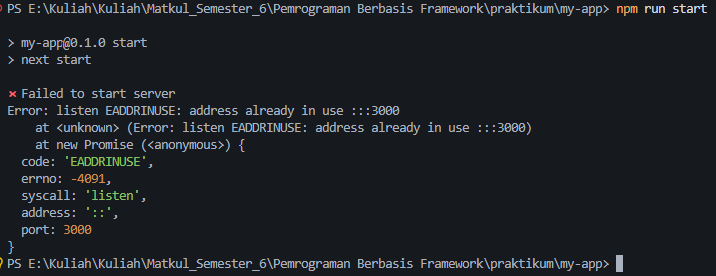 PS E:\Kuliah\Kuliah\Matkul_Semester_6\Pemrograman Berbasis Framework\praktikum\my-app> npm run start
> my-app@0.1.0 start
> next start
⨯ Failed to start server
Error: listen EADDRINUSE: address already in use :::3000
    at <unknown> (Error: listen EADDRINUSE: address already in use :::3000)
    at new Promise (<anonymous>) {
  code: 'EADDRINUSE',
  errno: -4091,
  syscall: 'listen',
  address: '::',
  port: 3000
}
PS E:\Kuliah\Kuliah\Matkul_Semester_6\Pemrograman Berbasis Framework\praktikum\my-app>